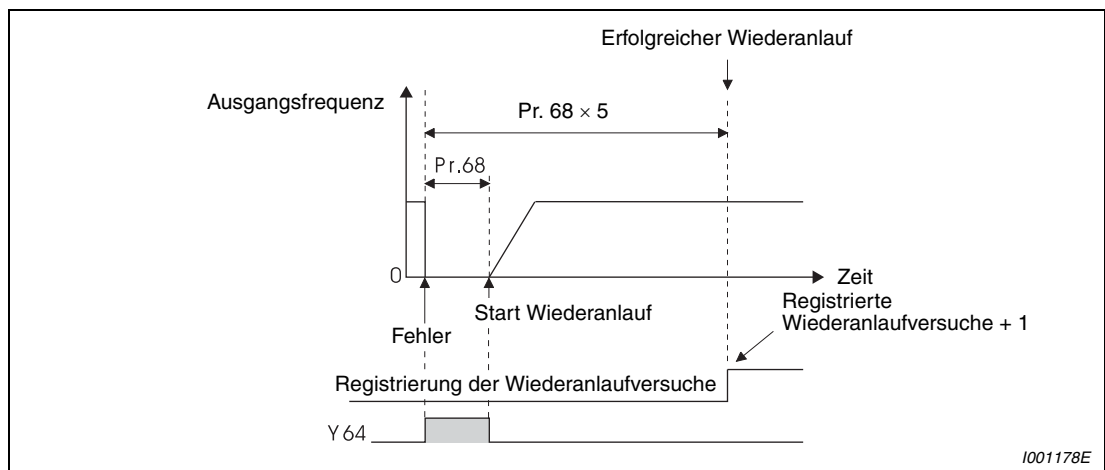 Erfolgreicher Wiederanlauf
Ausgangsfrequenz
Pr. 68 × 5
Pr.68
0
Zeit
Start Wiederanlauf
Registrierte
Wiederanlaufversuche + 1
Fehler
Registrierung der Wiederanlaufversuche
Y64
I001178E